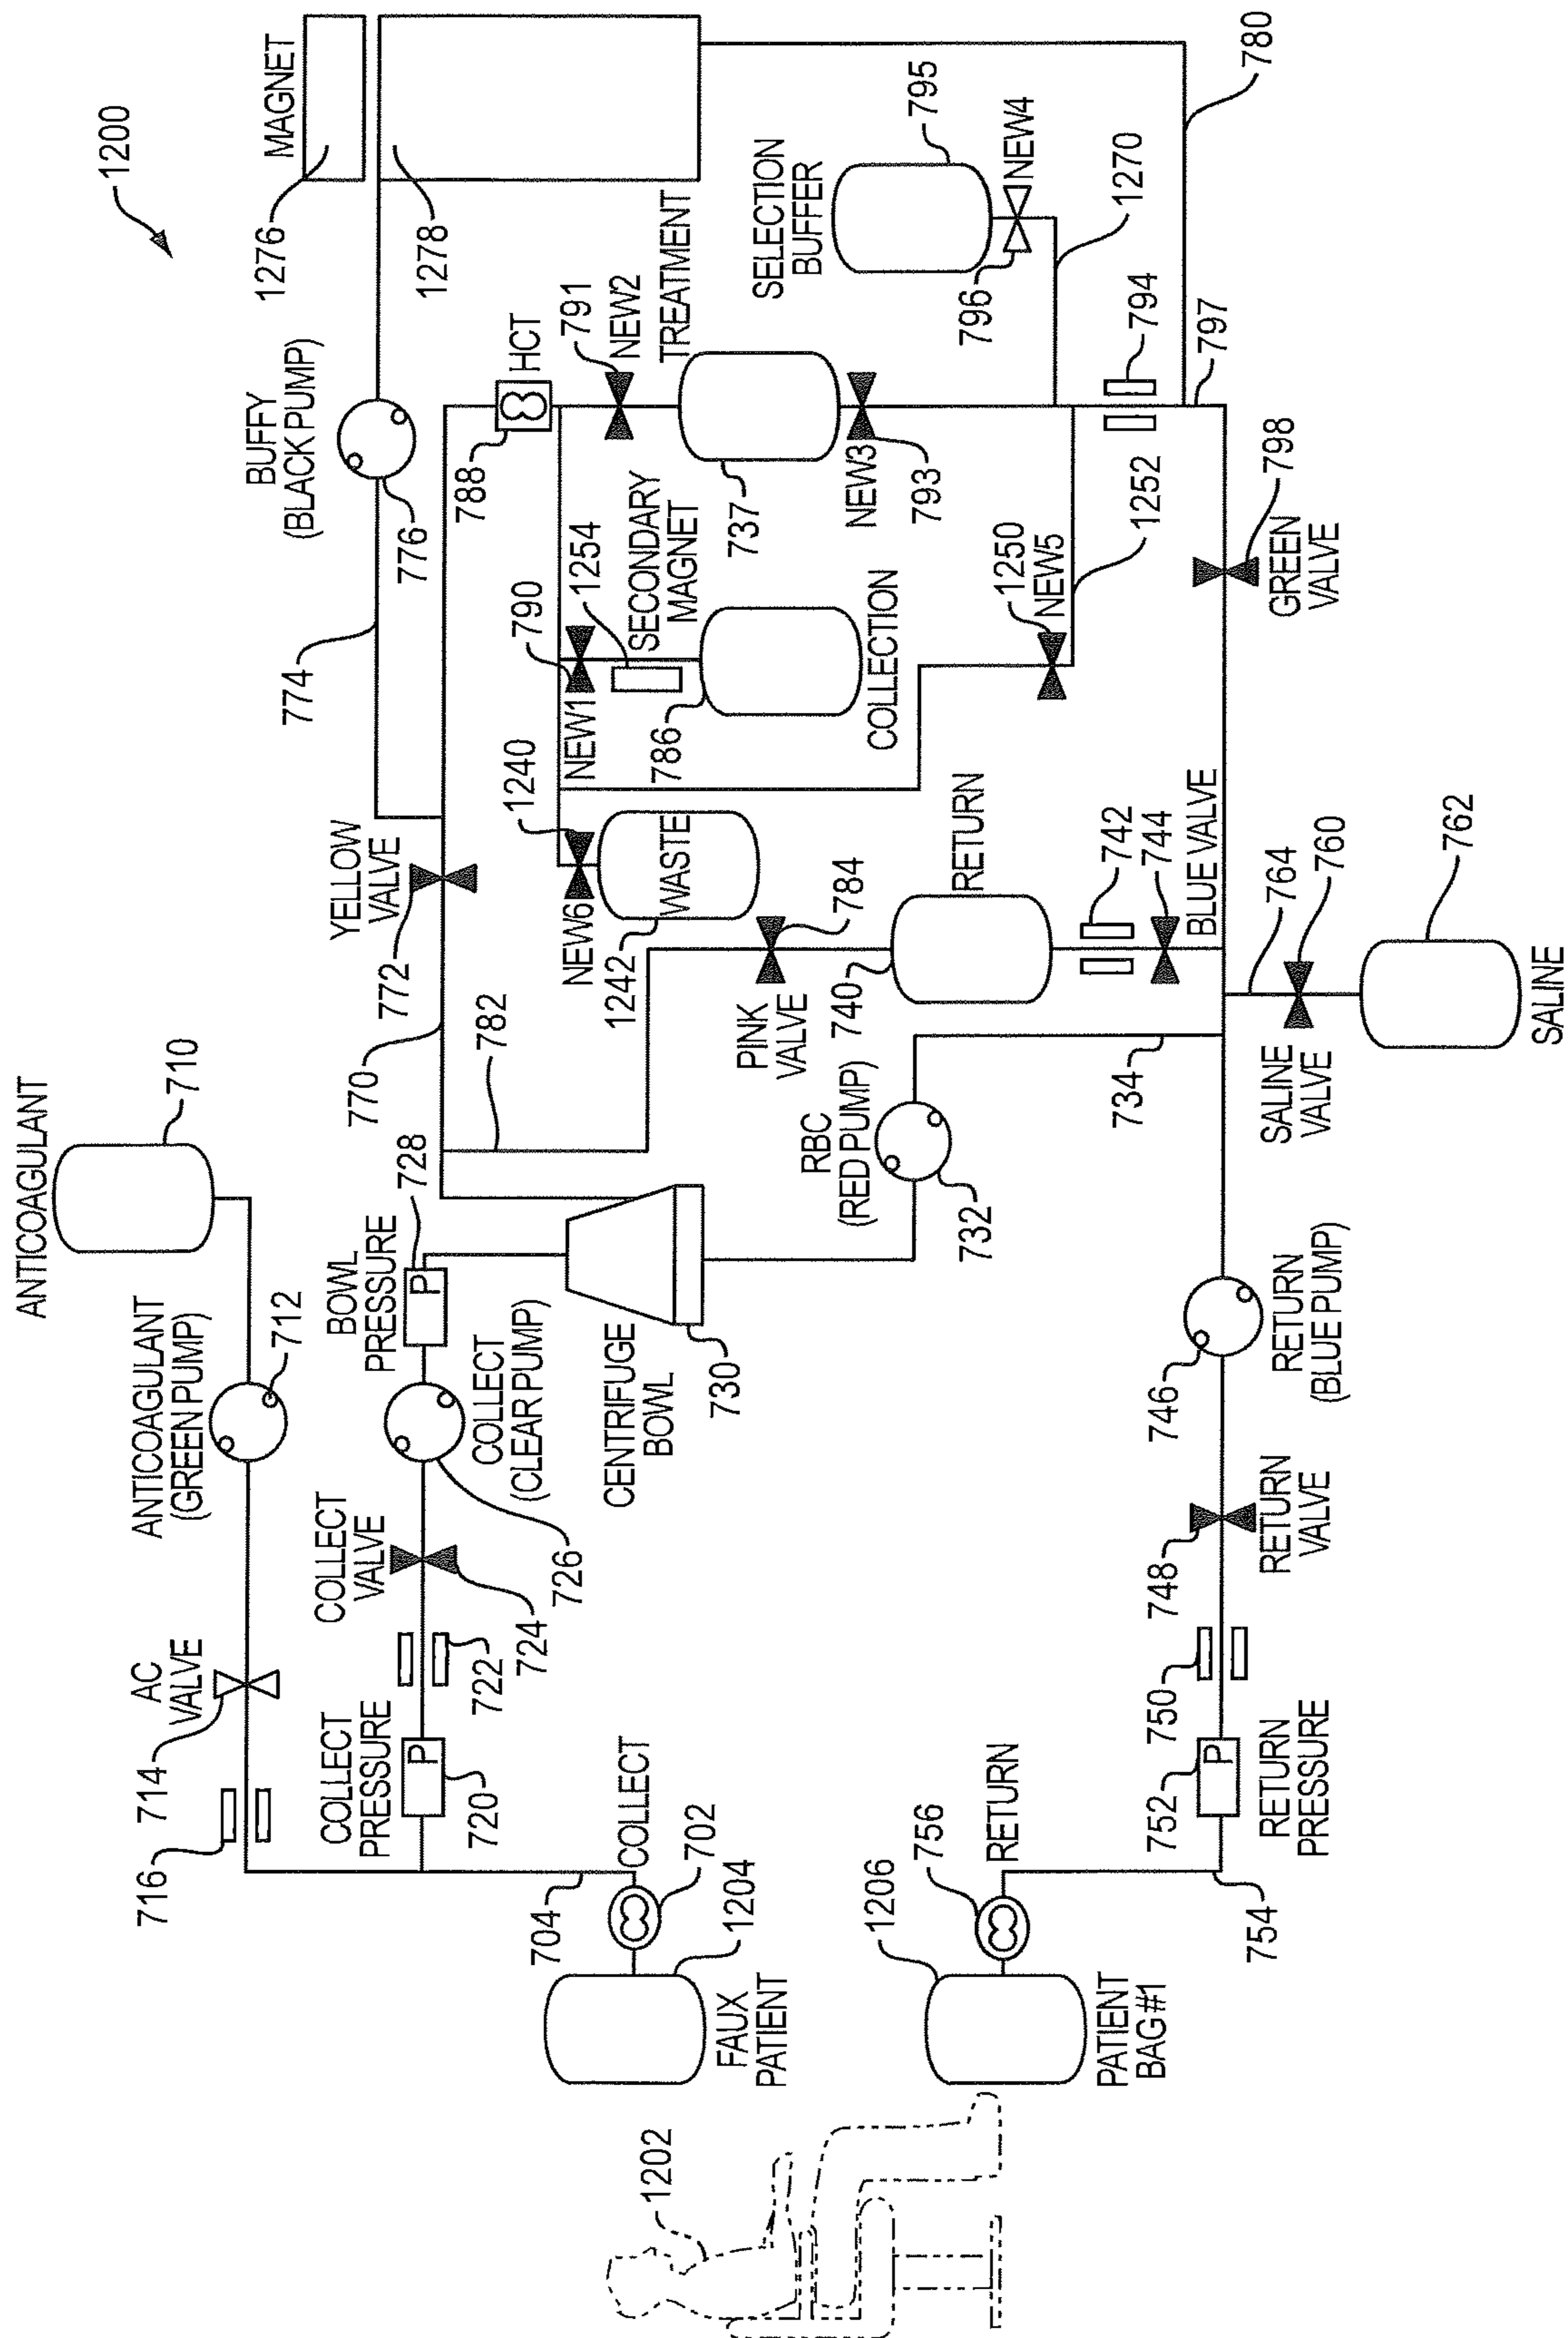 1200
MAGNET
1276
1278
BUFFY
(BLACK PUMP)
776
774
YELLOW
VALVE
772
770
782
788
HCT
791
NEW2
TREATMENT
737
NEW3
793
SELECTION
BUFFER
795
NEW4
796
1270
794
797
780
790
NEW1
1254
SECONDARY
MAGNET
786
COLLECTION
1250
NEW5
1252
798
GREEN
VALVE
1240
NEW6
WASTE
1242
784
PINK
VALVE
RETURN
740
742
744
BLUE VALVE
ANTICOAGULANT
710
ANTICOAGULANT
(GREEN PUMP)
712
AC
VALVE
714
716
BOWL
PRESSURE
728
P
COLLECT
(CLEAR PUMP)
726
COLLECT
VALVE
724
722
COLLECT
PRESSURE
P
720
CENTRIFUGE
BOWL
730
RBC
(RED PUMP)
732
734
764
760
762
SALINE
VALVE
SALINE
RETURN
(BLUE PUMP)
746
748
RETURN
VALVE
750
752
P
RETURN
PRESSURE
754
704
COLLECT
702
1204
FAUX
PATIENT
RETURN
756
1206
PATIENT
BAG #1
1202